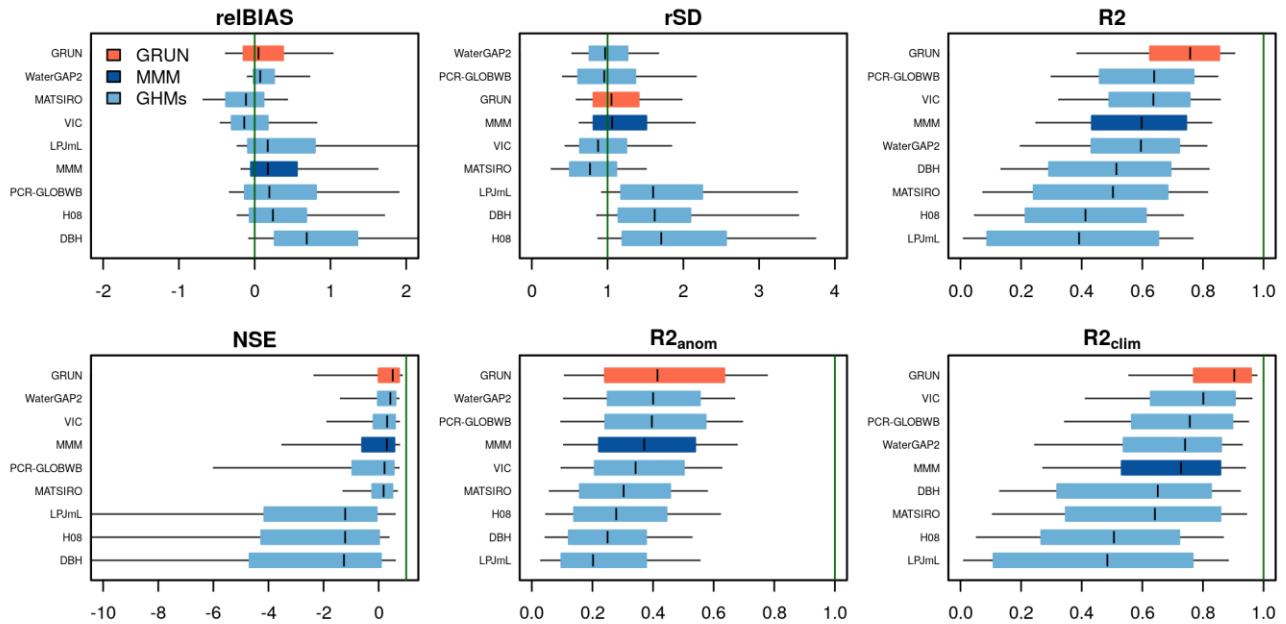 relBIAS
GRUN
WaterGAP2
MATSIRO
VIC
LPJmL
MMM
PCR-GLOBWB
H08
DBH
GRUN
MMM
GHMs
-2 -1 0 1 2
rSD
WaterGAP2
PCR-GLOBWB
GRUN
MMM
VIC
MATSIRO
LPJmL
DBH
H08
0 1 2 3 4
R2
GRUN
PCR-GLOBWB
VIC
MMM
WaterGAP2
DBH
MATSIRO
H08
LPJmL
0.0 0.2 0.4 0.6 0.8 1.0
NSE
GRUN
WaterGAP2
VIC
MMM
PCR-GLOBWB
MATSIRO
LPJmL
H08
DBH
-10 -8 -6 -4 -2 0
R2anom
GRUN
WaterGAP2
PCR-GLOBWB
MMM
VIC
MATSIRO
H08
DBH
LPJmL
0.0 0.2 0.4 0.6 0.8 1.0
R2clim
GRUN
VIC
PCR-GLOBWB
WaterGAP2
MMM
DBH
MATSIRO
H08
LPJmL
0.0 0.2 0.4 0.6 0.8 1.0